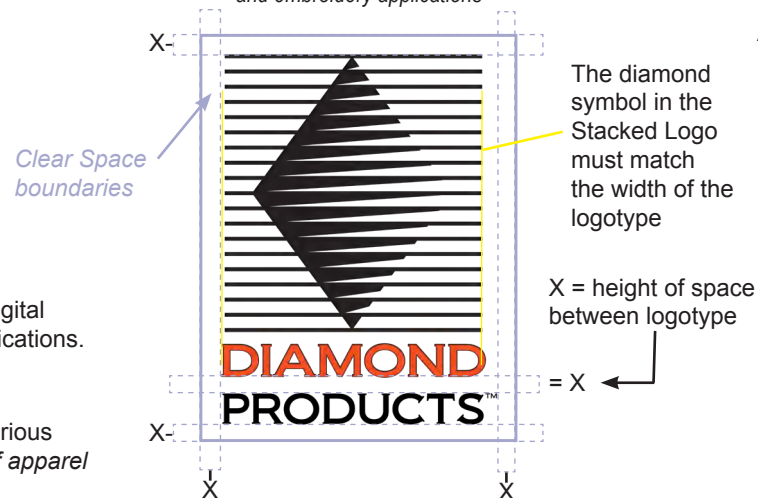 and embroidery applications
X-
The diamond
symbol in the
Stacked Logo
must match
the width of the
logotype
Clear Space
boundaries
X = height of space
between logotype
gital
ications.
DIAMOND
= X
PRODUCTS™
X-
rious
f apparel
X
X